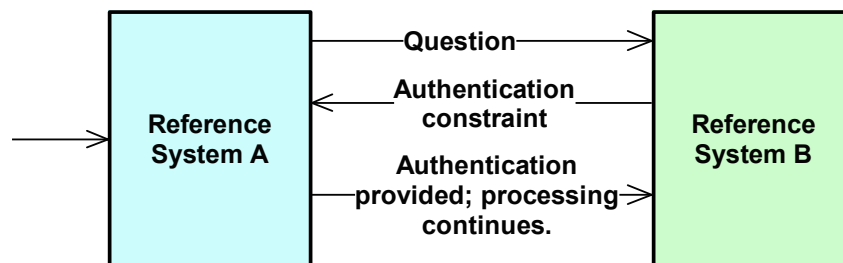 Question
Authentication
constraint
Reference
System A
Reference
System B
Authentication
provided; processing
continues.